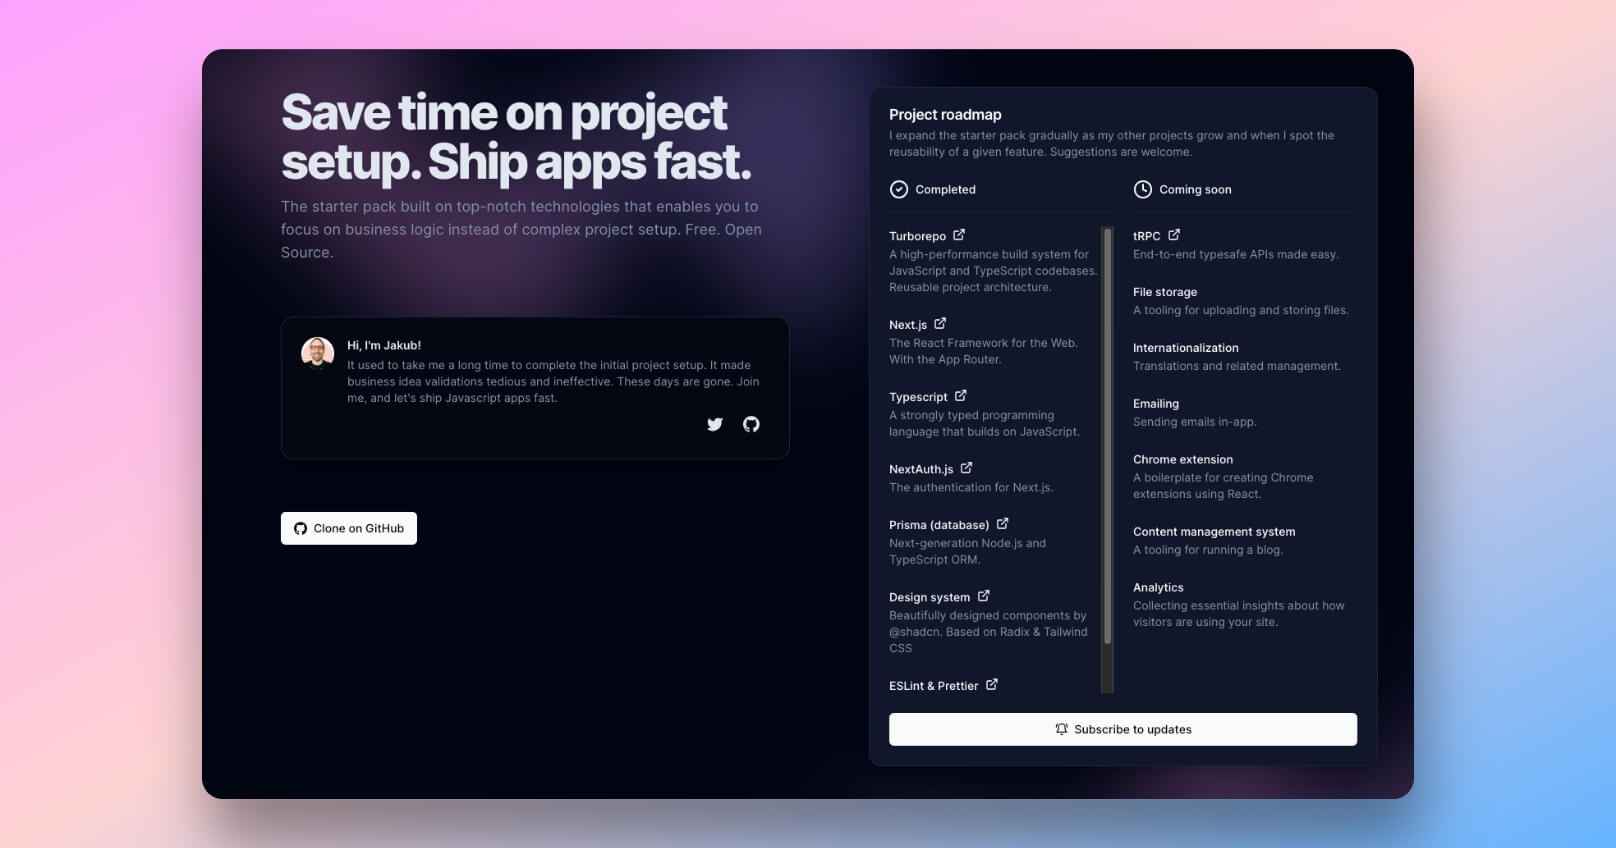 Save time on project
setup. Ship apps fast.
The starter pack built on top-notch technologies that enables you to
focus on business logic instead of complex project setup. Free. Open
Source.
Hi, I'm Jakub!
It used to take me a long time to complete the initial project setup. It made
business idea validations tedious and ineffective. These days are gone. Join
me, and let's ship Javascript apps fast.
Clone on GitHub
Project roadmap
I expand the starter pack gradually as my other projects grow and when I spot the
reusability of a given feature. Suggestions are welcome.
Completed
Turborepo
A high-performance build system for
JavaScript and TypeScript codebases.
Reusable project architecture.
Next.js
The React Framework for the Web.
With the App Router.
Typescript
A strongly typed programming
language that builds on JavaScript.
NextAuth.js
The authentication for Next.js.
Prisma (database)
Next-generation Node.js and
TypeScript ORM.
Design system
Beautifully designed components by
@shadcn. Based on Radix & Tailwind
CSS
ESLint & Prettier
Coming soon
tRPC
End-to-end typesafe APIs made easy.
File storage
A tooling for uploading and storing files.
Internationalization
Translations and related management.
Emailing
Sending emails in-app.
Chrome extension
A boilerplate for creating Chrome
extensions using React.
Content management system
A tooling for running a blog.
Analytics
Collecting essential insights about how
visitors are using your site.
Subscribe to updates